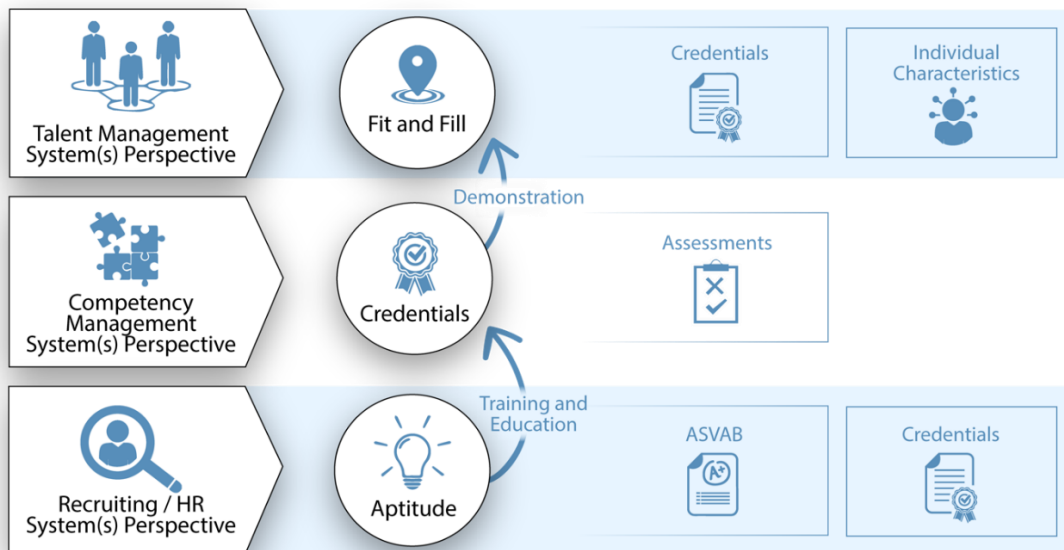 Talent Management
System(s) Perspective
Fit and Fill
Credentials
Individual
Characteristics
Demonstration
Competency
Management
System(s) Perspective
Credentials
Assessments
Training and
Education
Recruiting / HR
System(s) Perspective
Aptitude
ASVAB
A+
Credentials